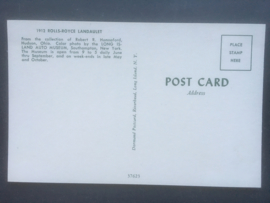 1912 ROLLS-ROYCE LANDAULET
From the collection of Robert
Hudson, Ohio. Color photo by the LONG IS-
LAND AUTO MUSEUM, Southampton, New York.
The Museum is open from 9 to 5 daily June
thru September, and on week-ends in late May
and October.
PLACE
STAMP
HERE
POST CARD
Address